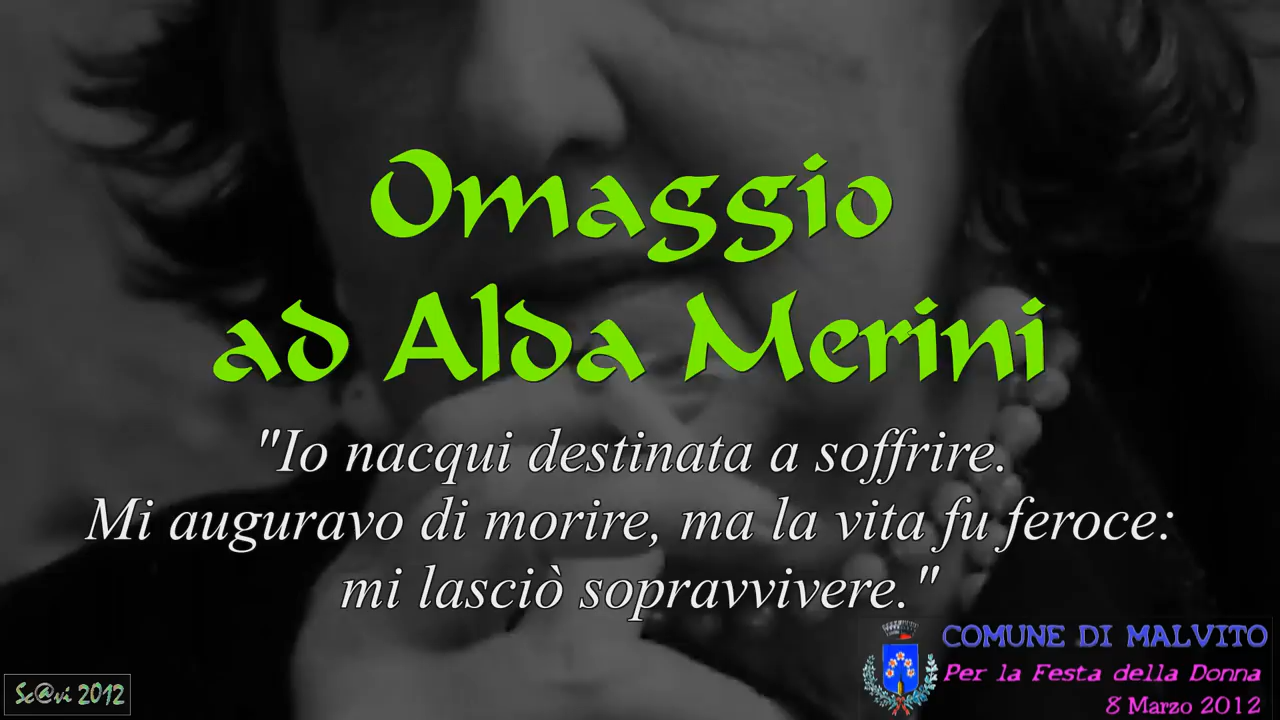 Omaggio
ad Alda Merini
"Io nacqui destinata a soffrire.
Mi auguravo di morire, ma la vita fu feroce:
mi lasciò sopravvivere."
COMUNE DI MALVITO
Per la Festa della Donna
8 Marzo 2012
Sc@vi 2012